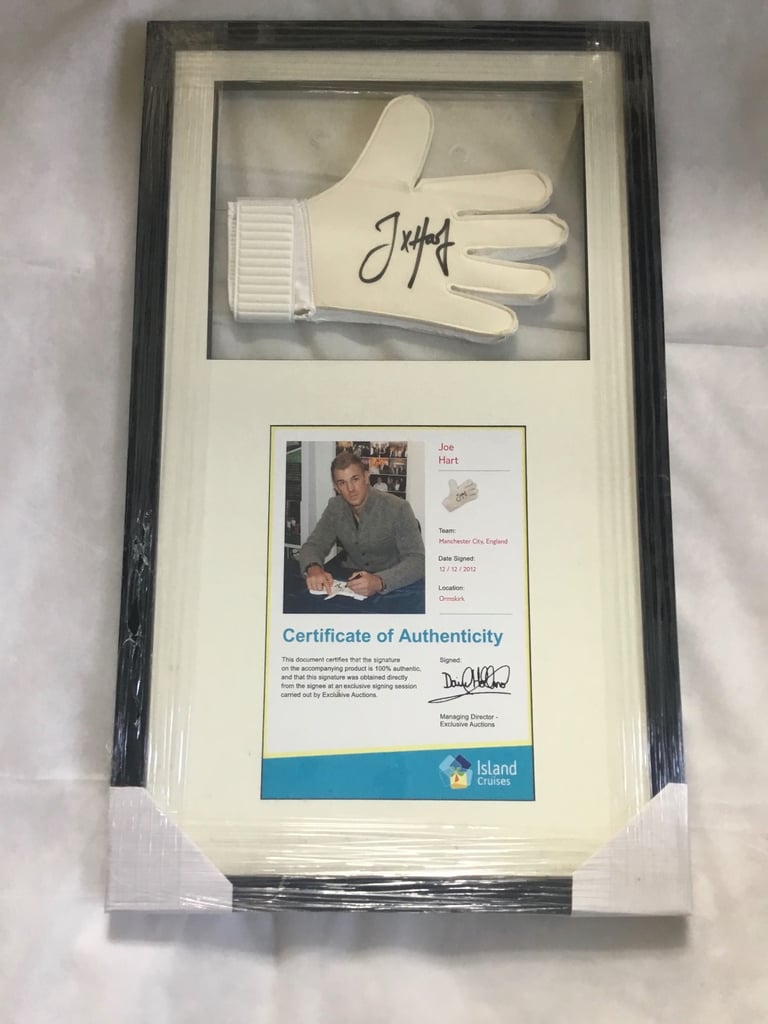 J x Hart
Joe
Hart
Team:
Manchester City, England
Date Signed:
12 / 12 / 2012
Location:
Ormskirk
Certificate of Authenticity
This document certifies that the signature
on the accompanying product is 100% authentic,
and that this signature was obtained directly
from the signee at an exclusive signing session
carried out by Exclusive Auctions.
Signed:
Managing Director -
Exclusive Auctions
Island
Cruises